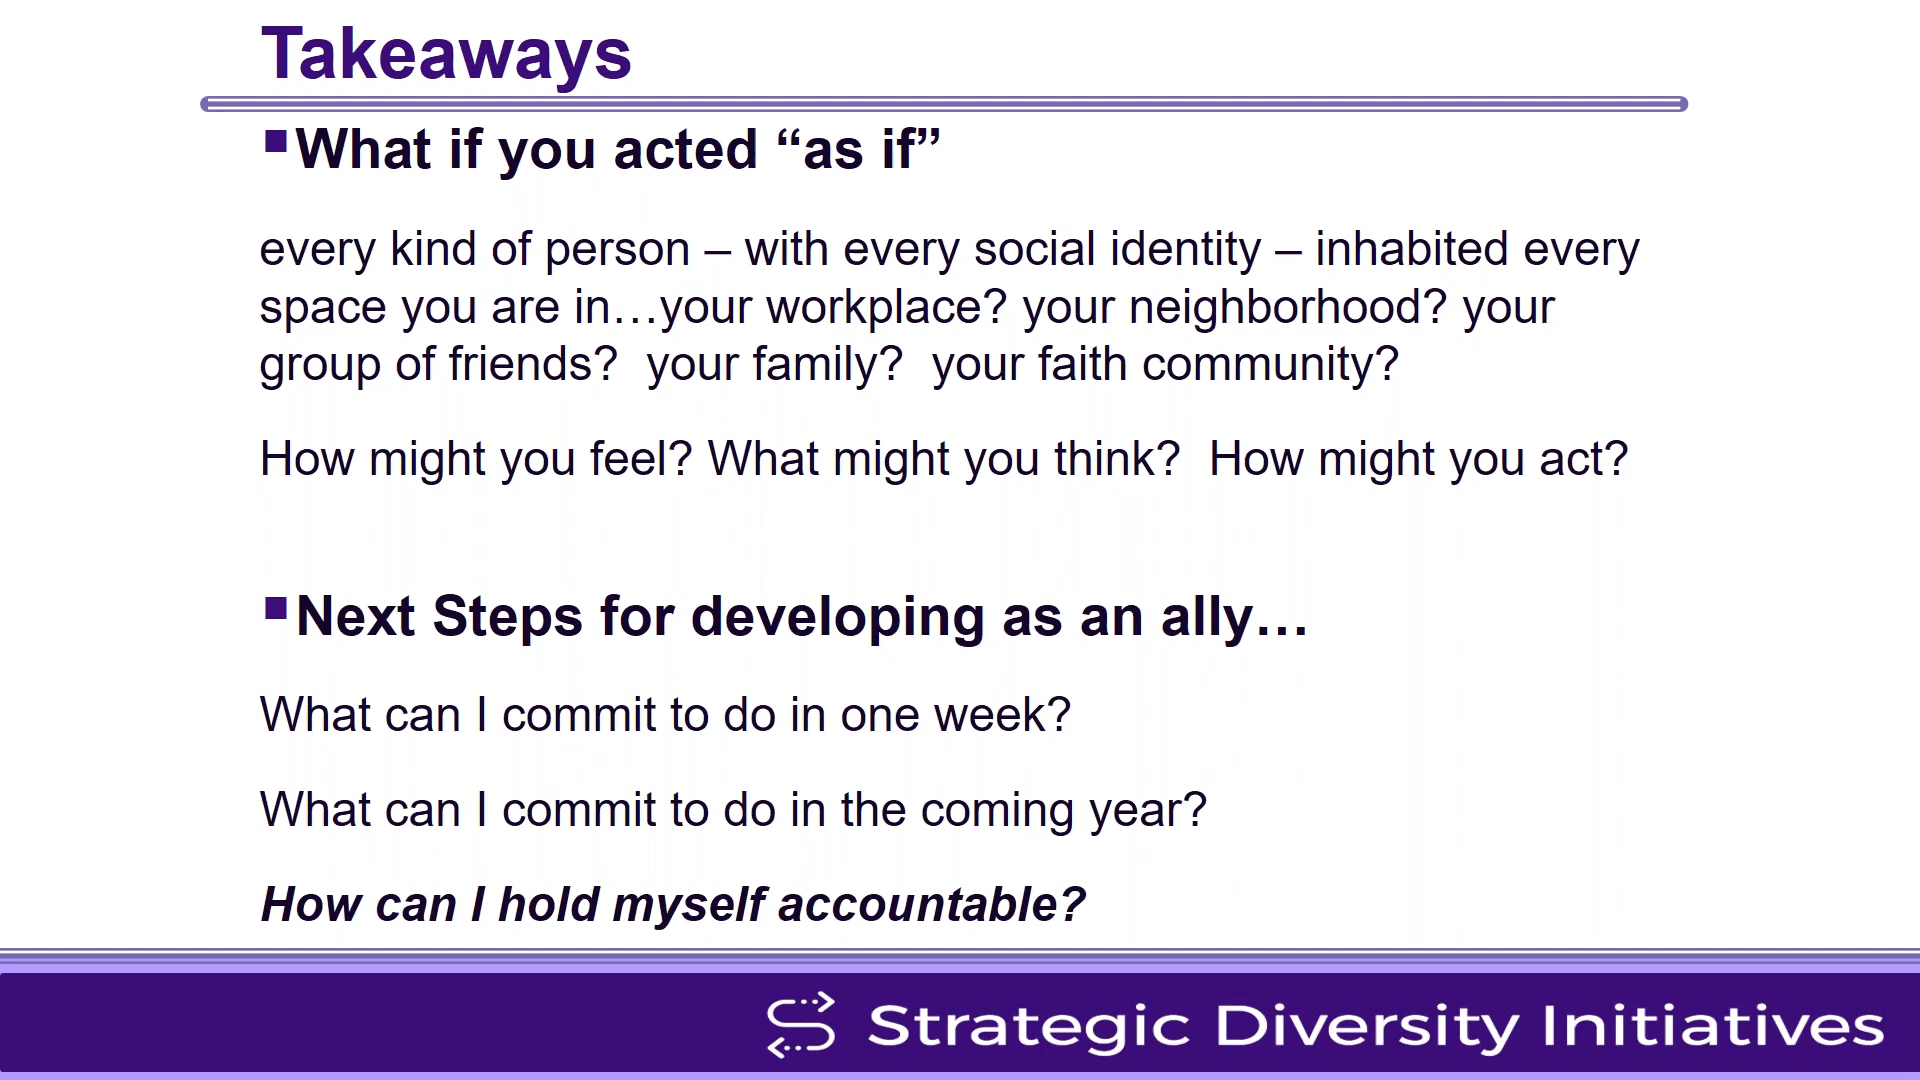 Takeaways
What if you acted “as if”
every kind of person – with every social identity – inhabited every
space you are in…your workplace? your neighborhood? your
group of friends?  your family?  your faith community?
How might you feel? What might you think?  How might you act?
Next Steps for developing as an ally…
What can I commit to do in one week?
What can I commit to do in the coming year?
How can I hold myself accountable?
Strategic Diversity Initiatives